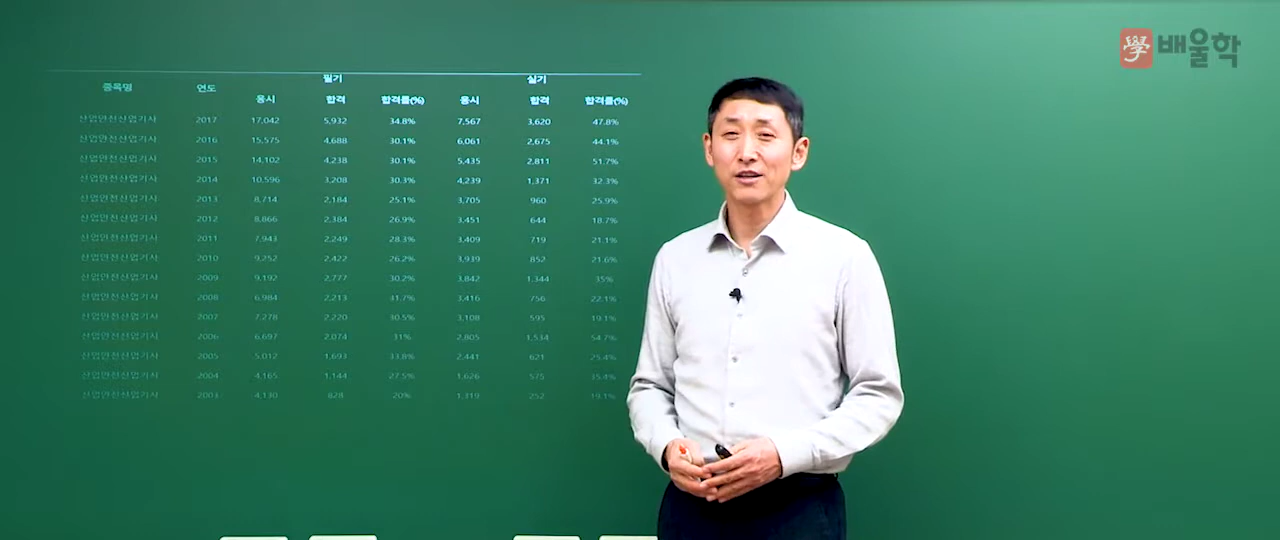 學 배울학
필기 실기
종목명 연도 응시 합격 합격률(%) 응시 합격 합격률(%)
산업안전산업기사 2017 17,042 5,932 34.8% 7,567 3,620 47.8%
산업안전산업기사 2016 15,575 4,688 30.1% 6,061 2,675 44.1%
산업안전산업기사 2015 14,102 4,238 30.1% 5,435 2,811 51.7%
산업안전산업기사 2014 10,596 3,208 30.3% 4,239 1,371 32.3%
산업안전산업기사 2013 8,714 2,184 25.1% 3,705 960 25.9%
산업안전산업기사 2012 8,866 2,384 26.9% 3,451 644 18.7%
산업안전산업기사 2011 7,943 2,249 28.3% 3,409 719 21.1%
산업안전산업기사 2010 9,252 2,422 26.2% 3,939 852 21.6%
산업안전산업기사 2009 9,192 2,777 30.2% 3,842 1,344 35%
산업안전산업기사 2008 6,984 2,213 31.7% 3,416 756 22.1%
산업안전산업기사 2007 7,278 2,220 30.5% 3,108 595 19.1%
산업안전산업기사 2006 6,697 2,074 31% 2,805 1,534 54.7%
산업안전산업기사 2005 5,012 1,693 33.8% 2,441 621 25.4%
산업안전산업기사 2004 4,165 1,144 27.5% 1,626 575 35.4%
산업안전산업기사 2003 4,130 828 20% 1,319 252 19.1%